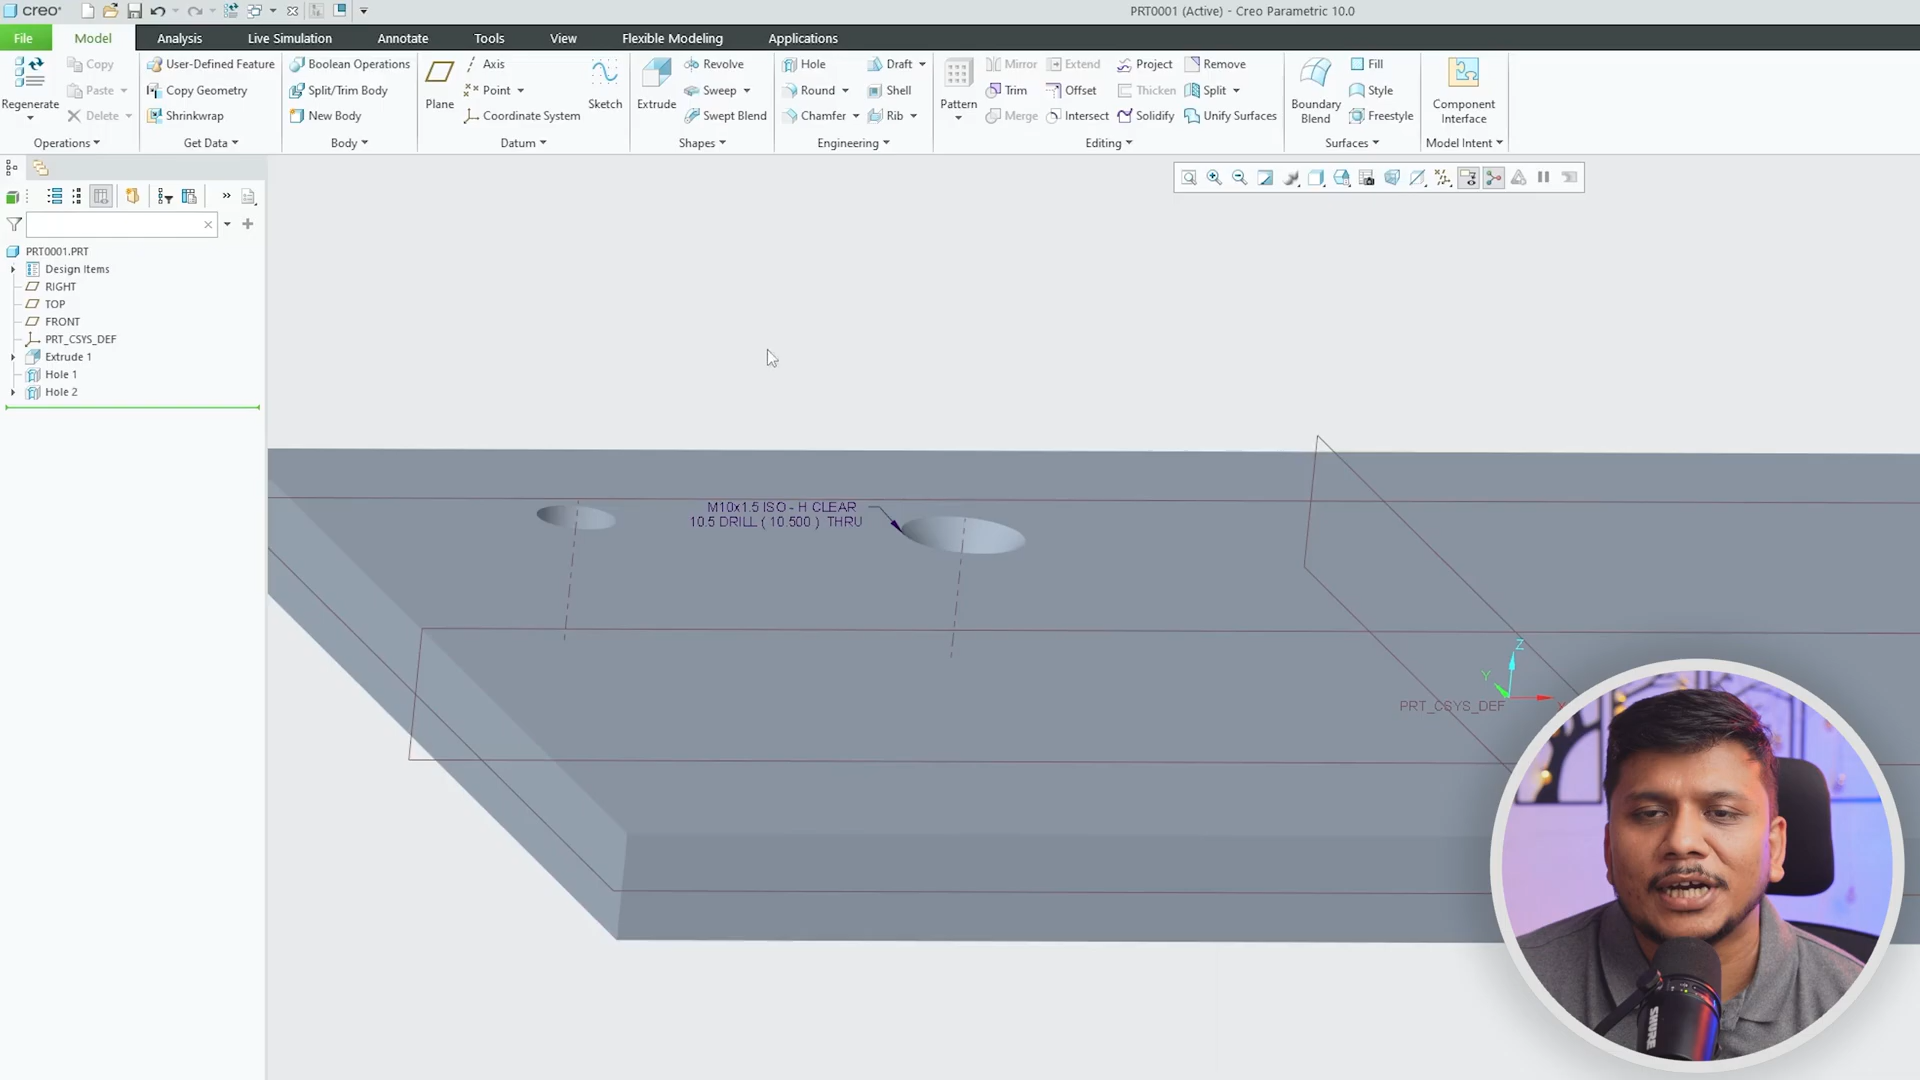 creo
PRT0001 (Active) - Creo Parametric 10.0
File Model Analysis Live Simulation Annotate Tools View Flexible Modeling Applications
Regenerate
Copy
Paste
Delete
Operations
User-Defined Feature
Copy Geometry
Shrinkwrap
Get Data
Boolean Operations
Split/Trim Body
New Body
Body
Plane
Axis
Point
Coordinate System
Sketch
Datum
Extrude
Revolve
Sweep
Swept Blend
Shapes
Hole
Round
Chamfer
Draft
Shell
Rib
Engineering
Pattern
Mirror
Trim
Merge
Extend
Offset
Intersect
Project
Thicken
Solidify
Remove
Split
Unify Surfaces
Editing
Boundary
Blend
Fill
Style
Freestyle
Surfaces
Component
Interface
Model Intent
PRT0001.PRT
Design Items
RIGHT
TOP
FRONT
PRT_CSYS_DEF
Extrude 1
Hole 1
Hole 2
M10x1.5 ISO - H CLEAR
10.5 DRILL ( 10.500 ) THRU
Z
Y
X
PRT_CSYS_DEF
SHURE